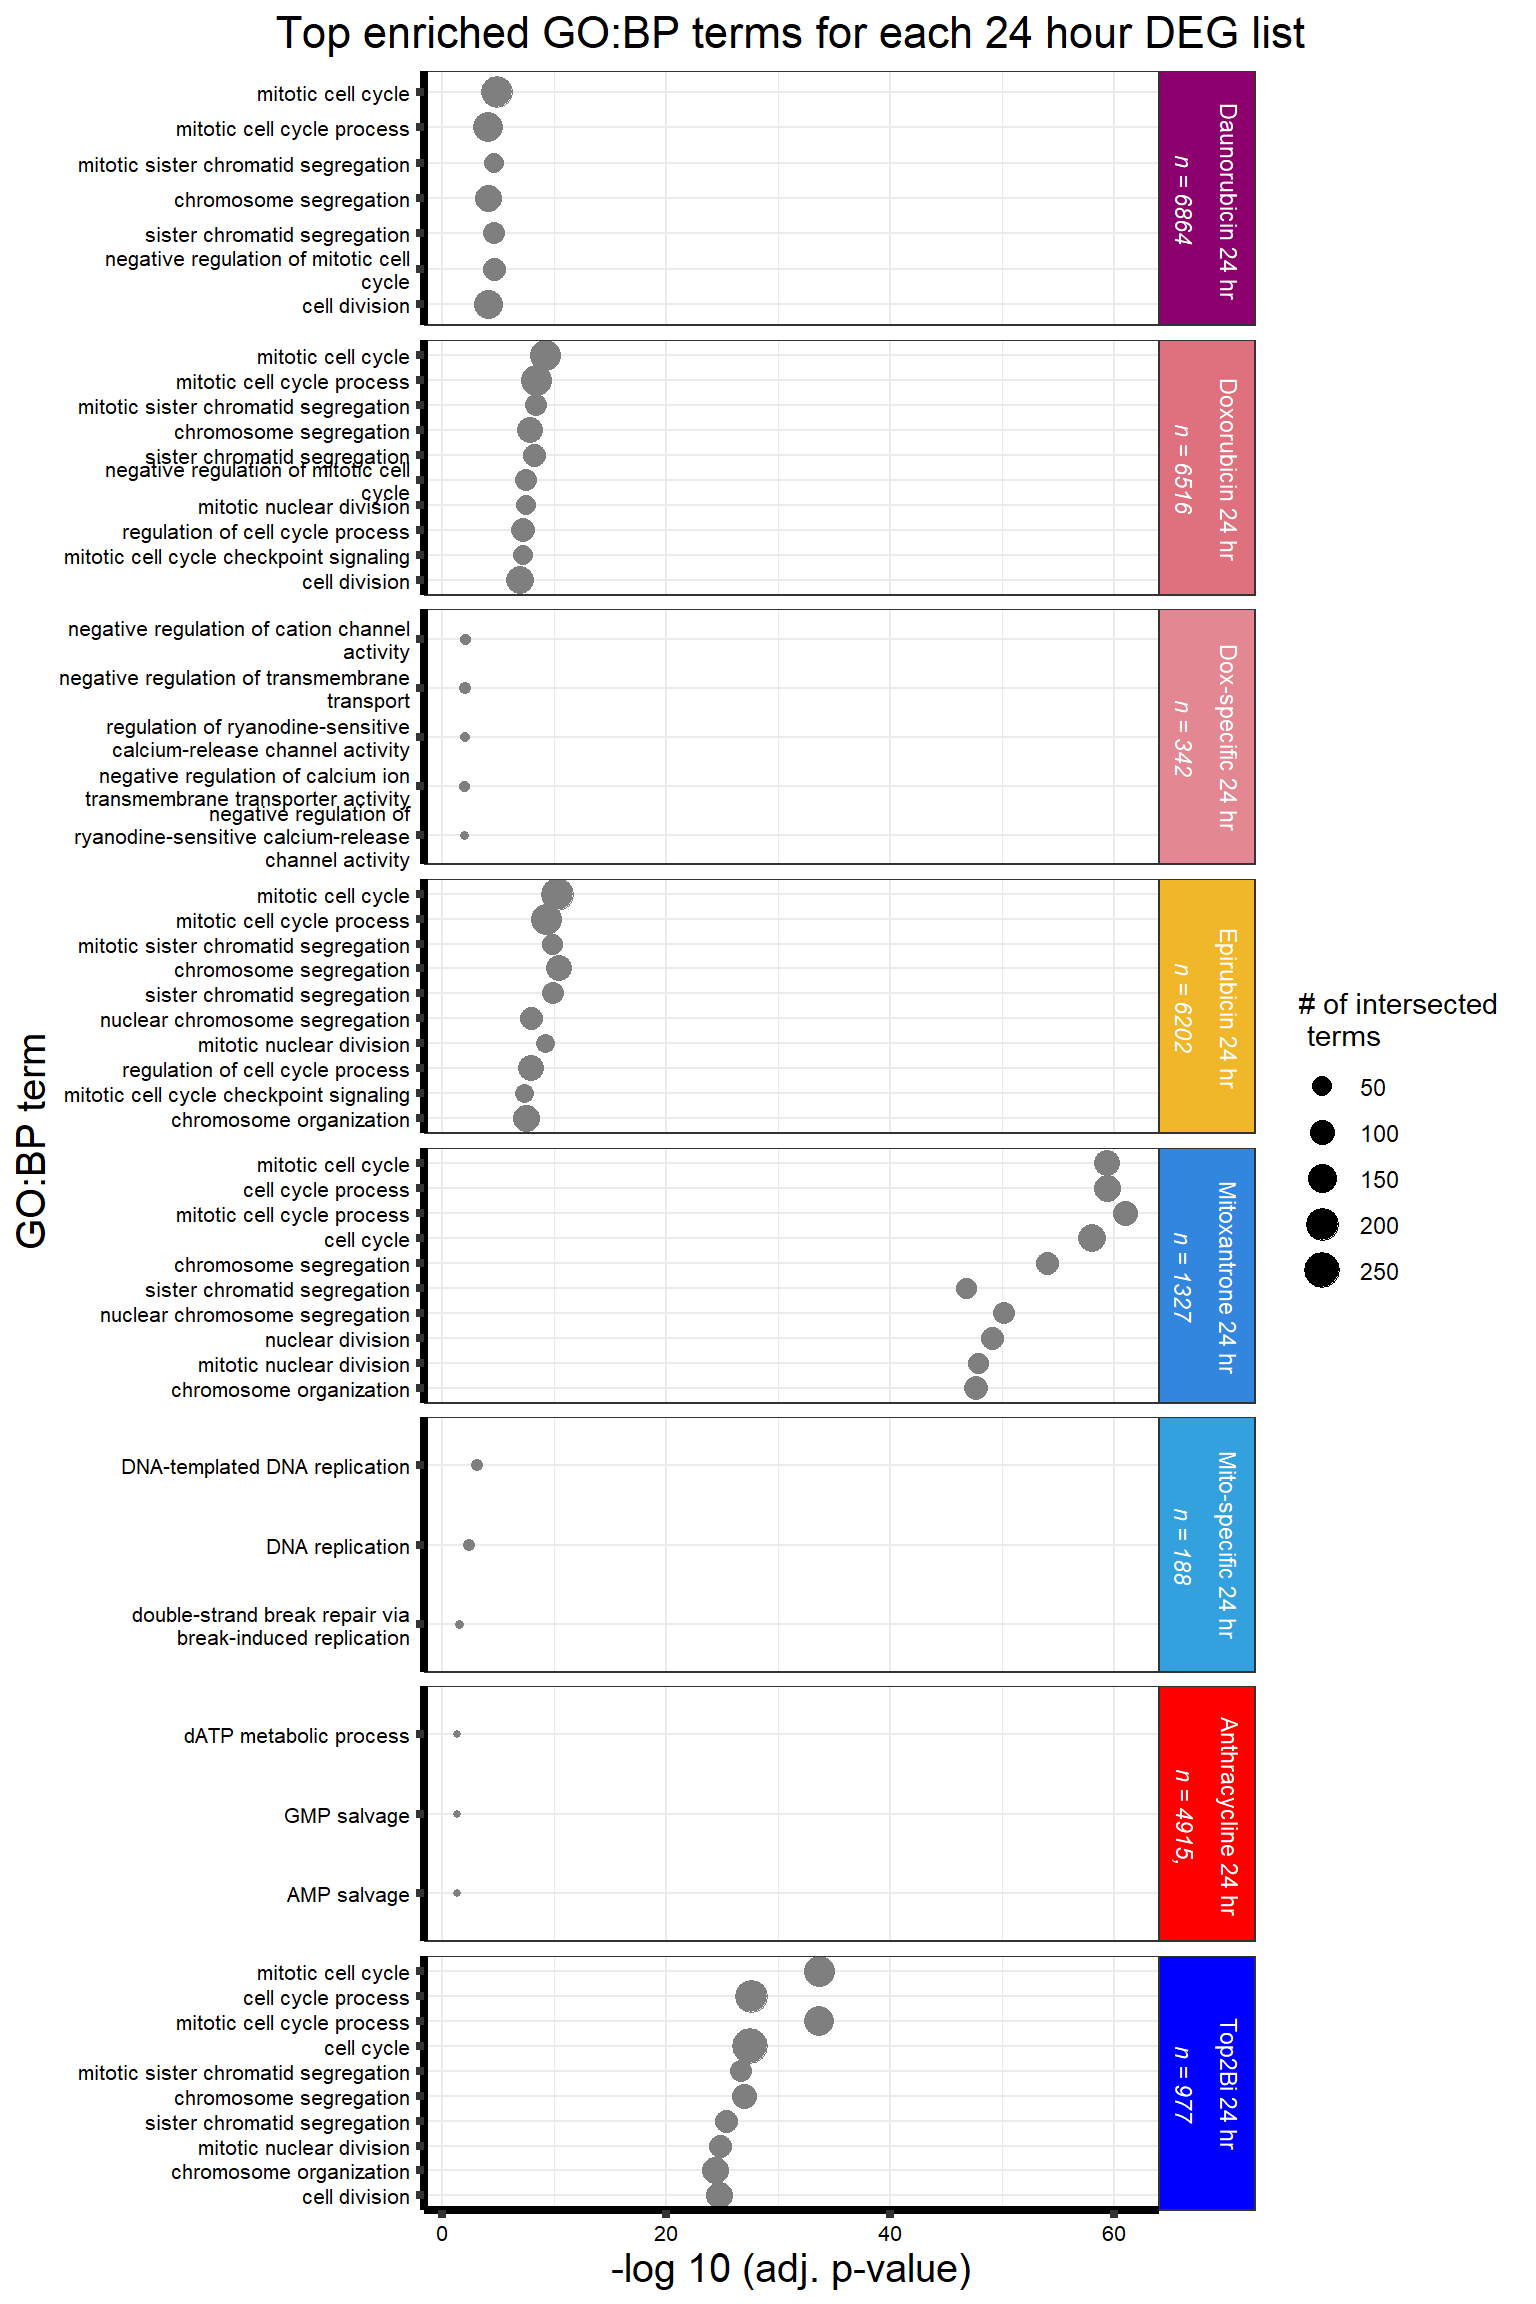 Top enriched GO:BP terms for each 24 hour DEG list
GO:BP term
mitotic cell cycle
mitotic cell cycle process
mitotic sister chromatid segregation
chromosome segregation
sister chromatid segregation
negative regulation of mitotic cell
cycle
cell division
Daunorubicin 24 hr
n = 6864
mitotic cell cycle
mitotic cell cycle process
mitotic sister chromatid segregation
chromosome segregation
sister chromatid segregation
negative regulation of mitotic cell
cycle
mitotic nuclear division
regulation of cell cycle process
mitotic cell cycle checkpoint signaling
cell division
Doxorubicin 24 hr
n = 6516
negative regulation of cation channel
activity
negative regulation of transmembrane
transport
regulation of ryanodine-sensitive
calcium-release channel activity
negative regulation of calcium ion
transmembrane transporter activity
negative regulation of
ryanodine-sensitive calcium-release
channel activity
Dox-specific 24 hr
n = 342
mitotic cell cycle
mitotic cell cycle process
mitotic sister chromatid segregation
chromosome segregation
sister chromatid segregation
nuclear chromosome segregation
mitotic nuclear division
regulation of cell cycle process
mitotic cell cycle checkpoint signaling
chromosome organization
Epirubicin 24 hr
n = 6202
mitotic cell cycle
cell cycle process
mitotic cell cycle process
cell cycle
chromosome segregation
sister chromatid segregation
nuclear chromosome segregation
nuclear division
mitotic nuclear division
chromosome organization
Mitoxantrone 24 hr
n = 1327
DNA-templated DNA replication
DNA replication
double-strand break repair via
break-induced replication
Mito-specific 24 hr
n = 188
dATP metabolic process
GMP salvage
AMP salvage
Anthracycline 24 hr
n = 4915,
mitotic cell cycle
cell cycle process
mitotic cell cycle process
cell cycle
mitotic sister chromatid segregation
chromosome segregation
sister chromatid segregation
mitotic nuclear division
chromosome organization
cell division
Top2Bi 24 hr
n = 977
0 20 40 60
-log 10 (adj. p-value)
# of intersected
terms
50
100
150
200
250